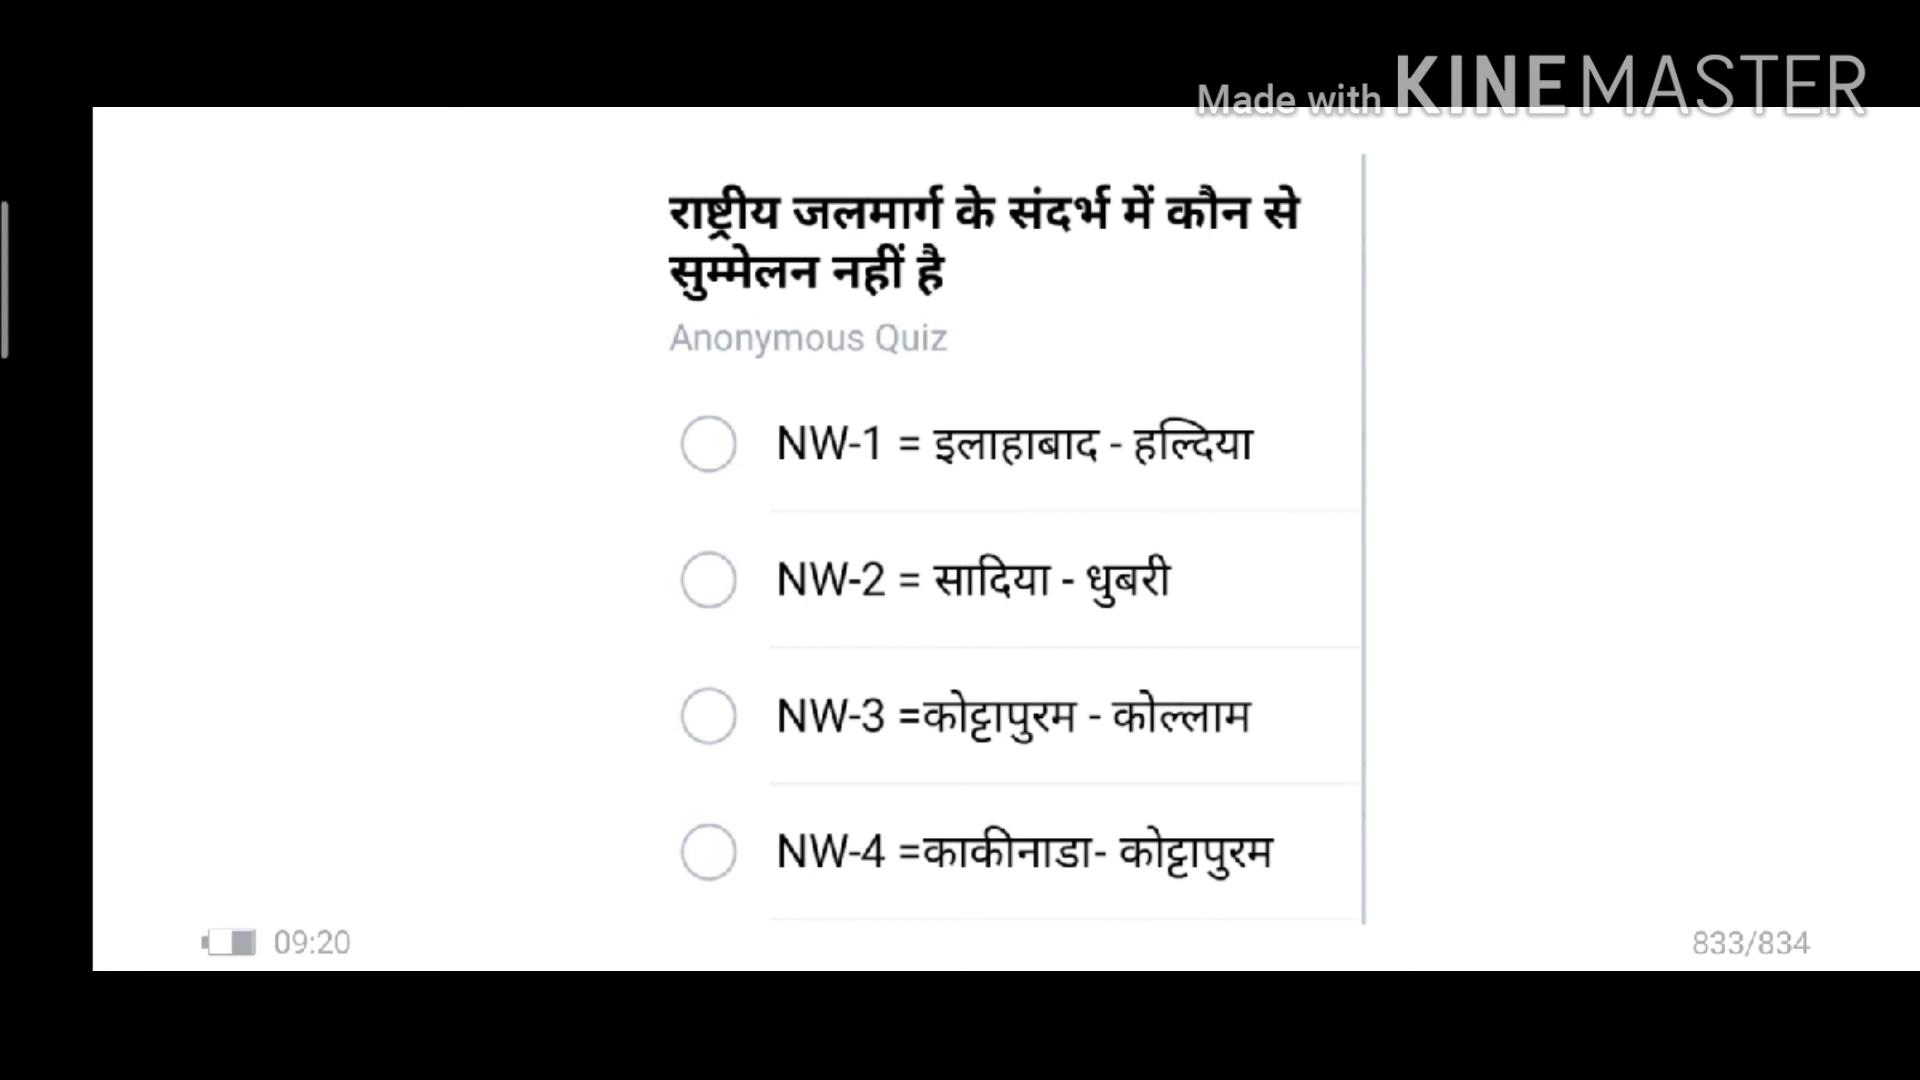 Made with KINEMASTER
राष्ट्रीय जलमार्ग के संदर्भ में कौन से
सुम्मेलन नहीं है
Anonymous Quiz
NW-1 = इलाहाबाद - हल्दिया
NW-2 = सादिया - धुबरी
NW-3 =कोट्टापुरम - कोल्लाम
NW-4 =काकीनाडा- कोट्टापुरम
09:20
833/834